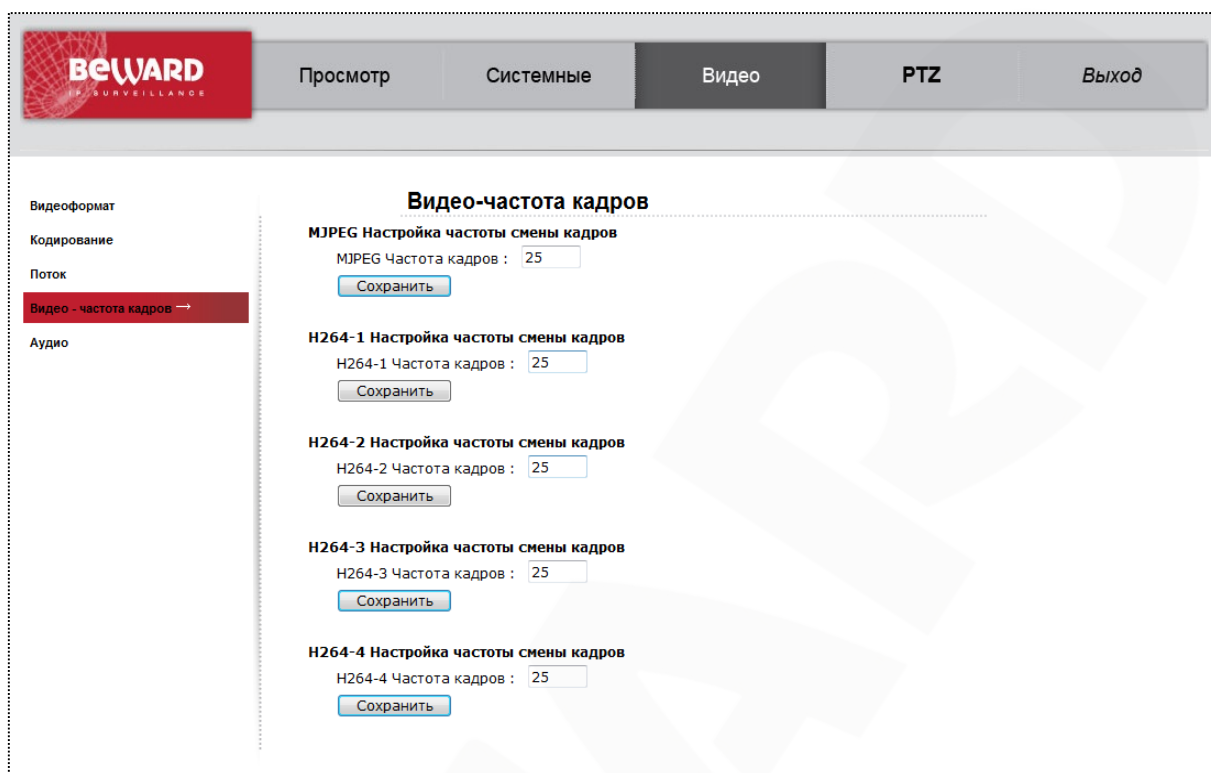 BEWARD
IP SURVEILLANCE
Просмотр
Системные
Видео
PTZ
Выход
Видеоформат
Кодирование
Поток
Видео - частота кадров →
Аудио
Видео-частота кадров
MJPEG Настройка частоты смены кадров
MJPEG Частота кадров : 25
Сохранить
H264-1 Настройка частоты смены кадров
H264-1 Частота кадров : 25
Сохранить
H264-2 Настройка частоты смены кадров
H264-2 Частота кадров : 25
Сохранить
H264-3 Настройка частоты смены кадров
H264-3 Частота кадров : 25
Сохранить
H264-4 Настройка частоты смены кадров
H264-4 Частота кадров : 25
Сохранить